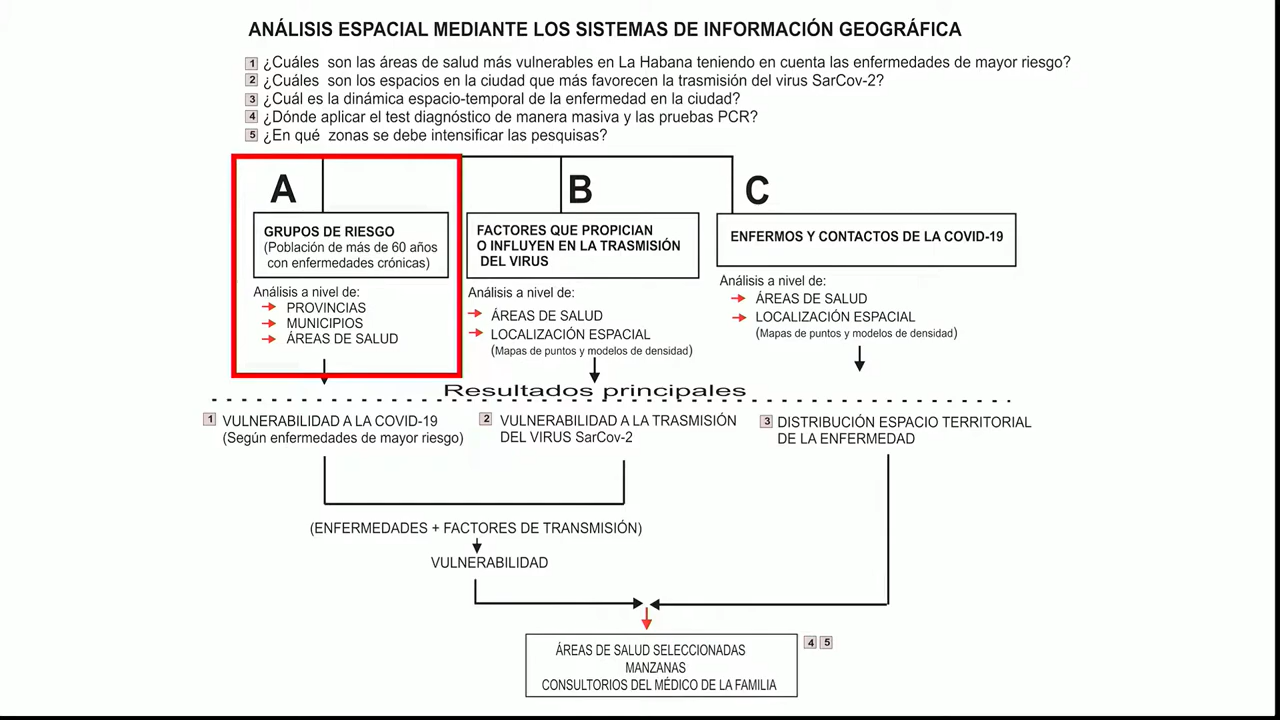 ANÁLISIS ESPACIAL MEDIANTE LOS SISTEMAS DE INFORMACIÓN GEOGRÁFICA
1 ¿Cuáles son las áreas de salud más vulnerables en La Habana teniendo en cuenta las enfermedades de mayor riesgo?
2 ¿Cuáles son los espacios en la ciudad que más favorecen la trasmisión del virus SarCov-2?
3 ¿Cuál es la dinámica espacio-temporal de la enfermedad en la ciudad?
4 ¿Dónde aplicar el test diagnóstico de manera masiva y las pruebas PCR?
5 ¿En qué zonas se debe intensificar las pesquisas?
A
GRUPOS DE RIESGO
(Población de más de 60 años
con enfermedades crónicas)
Análisis a nivel de:
PROVINCIAS
MUNICIPIOS
ÁREAS DE SALUD
B
FACTORES QUE PROPICIAN
O INFLUYEN EN LA TRASMISIÓN
DEL VIRUS
Análisis a nivel de:
ÁREAS DE SALUD
LOCALIZACIÓN ESPACIAL
(Mapas de puntos y modelos de densidad)
C
ENFERMOS Y CONTACTOS DE LA COVID-19
Análisis a nivel de:
ÁREAS DE SALUD
LOCALIZACIÓN ESPACIAL
(Mapas de puntos y modelos de densidad)
Resultados principales
1 VULNERABILIDAD A LA COVID-19
(Según enfermedades de mayor riesgo)
2 VULNERABILIDAD A LA TRASMISIÓN
DEL VIRUS SarCov-2
3 DISTRIBUCIÓN ESPACIO TERRITORIAL
DE LA ENFERMEDAD
(ENFERMEDADES + FACTORES DE TRANSMISIÓN)
VULNERABILIDAD
ÁREAS DE SALUD SELECCIONADAS
MANZANAS
CONSULTORIOS DEL MÉDICO DE LA FAMILIA
4 5